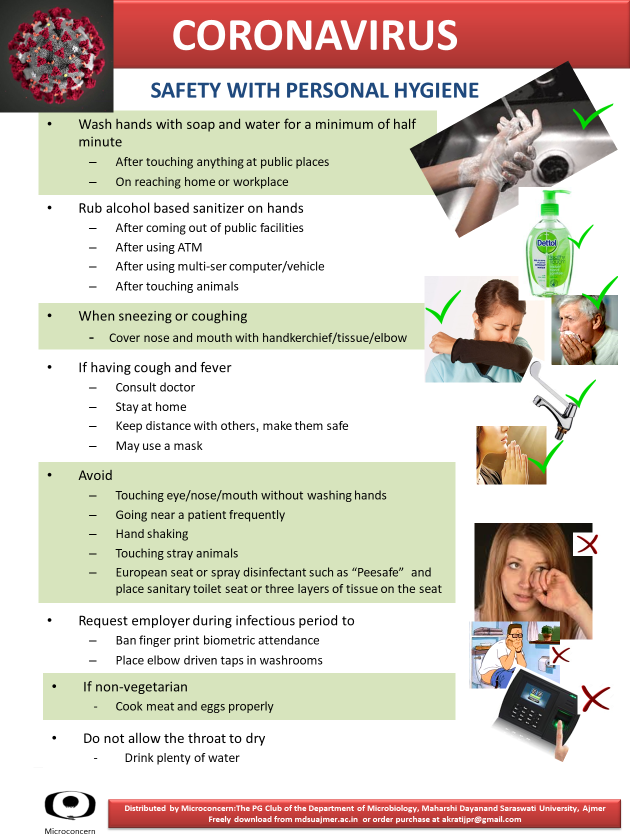 CORONAVIRUS
SAFETY WITH PERSONAL HYGIENE
• Wash hands with soap and water for a minimum of half
minute
– After touching anything at public places
– On reaching home or workplace
• Rub alcohol based sanitizer on hands
– After coming out of public facilities
– After using ATM
– After using multi-ser computer/vehicle
– After touching animals
Dettol
• When sneezing or coughing
- Cover nose and mouth with handkerchief/tissue/elbow
• If having cough and fever
– Consult doctor
– Stay at home
– Keep distance with others, make them safe
– May use a mask
• Avoid
– Touching eye/nose/mouth without washing hands
– Going near a patient frequently
– Hand shaking
– Touching stray animals
– European seat or spray disinfectant such as “Peesafe” and
place sanitary toilet seat or three layers of tissue on the seat
• Request employer during infectious period to
– Ban finger print biometric attendance
– Place elbow driven taps in washrooms
• If non-vegetarian
- Cook meat and eggs properly
• Do not allow the throat to dry
- Drink plenty of water
Microconcern
Distributed by Microconcern:The PG Club of the Department of Microbiology, Maharshi Dayanand Saraswati University, Ajmer
Freely download from mdsuajmer.ac.in or order purchase at akratijpr@gmail.com